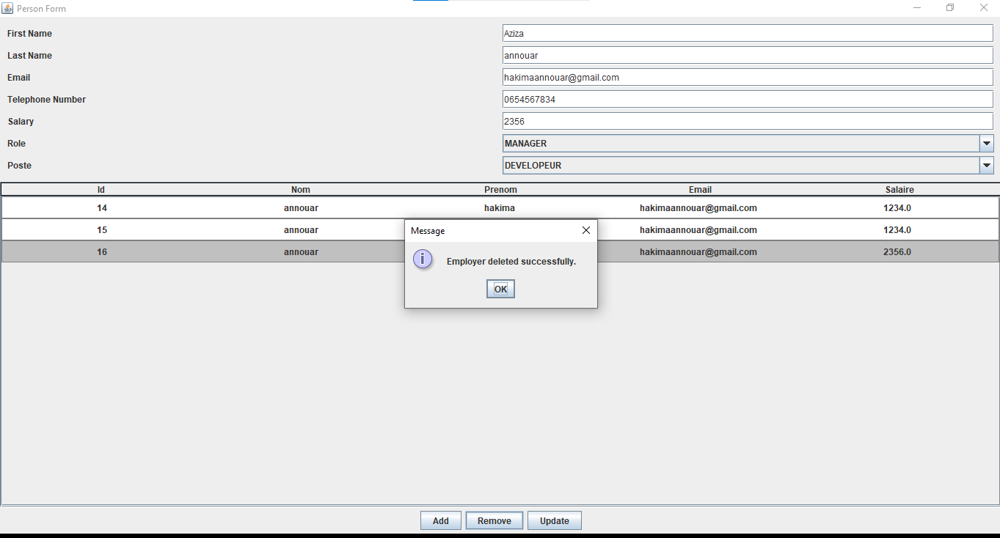 Person Form
First Name Aziza
Last Name annouar
Email hakimaannouar@gmail.com
Telephone Number 0654567834
Salary 2356
Role MANAGER
Poste DEVELOPEUR
Id Nom Prenom Email Salaire
14 annouar hakima hakimaannouar@gmail.com 1234.0
15 annouar hakimaannouar@gmail.com 1234.0
16 annouar hakimaannouar@gmail.com 2356.0
Message
Employer deleted successfully.
OK
Add Remove Update